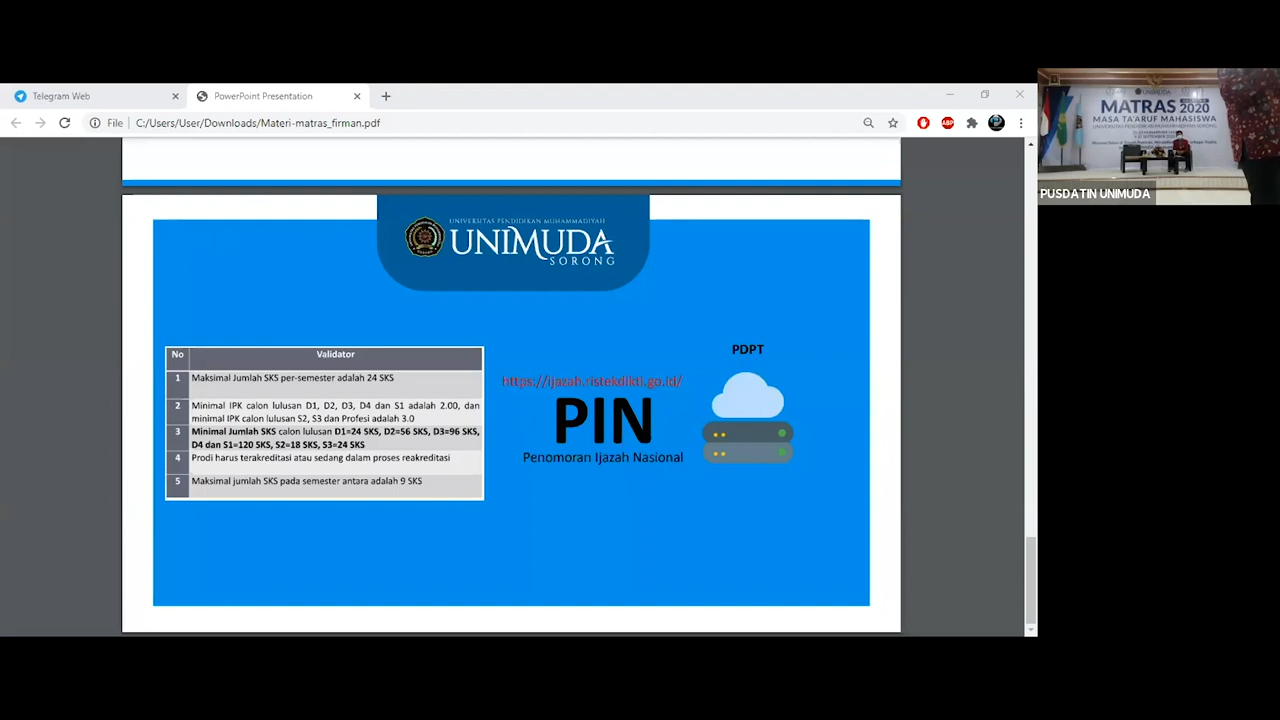 Telegram Web
PowerPoint Presentation
File
C:/Users/User/Downloads/Materi-matras_firman.pdf
UNIMUDA
MATRAS 2020
MASA TA'ARUF MAHASISWA
UNIVERSITAS PENDIDIKAN MUHAMMADIYAH SORONG
PUSDATIN UNIMUDA
UNIVERSITAS PENDIDIKAN MUHAMMADIYAH
UNIMUDA
SORONG
No Validator
1 Maksimal Jumlah SKS per-semester adalah 24 SKS
2 Minimal IPK calon lulusan D1, D2, D3, D4 dan S1 adalah 2.00, dan
minimal IPK calon lulusan S2, S3 dan Profesi adalah 3.0
3 Minimal Jumlah SKS calon lulusan D1=24 SKS, D2=56 SKS, D3=96 SKS,
D4 dan S1=120 SKS, S2=18 SKS, S3=24 SKS
4 Prodi harus terakreditasi atau sedang dalam proses reakreditasi
5 Maksimal jumlah SKS pada semester antara adalah 9 SKS
https://ijazah.ristekdikti.go.id/
PIN
Penomoran Ijazah Nasional
PDPT